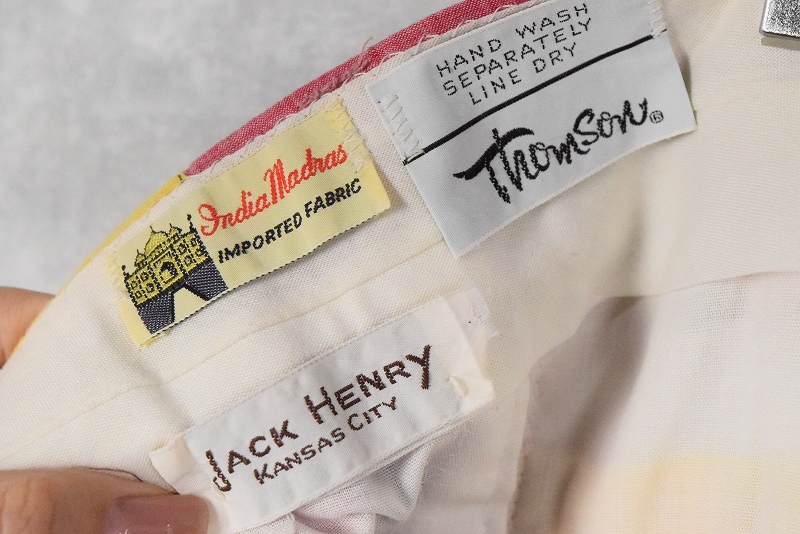 HAND WASH
SEPARATELY
LINE DRY
Thomson®
India Madras
IMPORTED FABRIC
JACK HENRY
KANSAS CITY